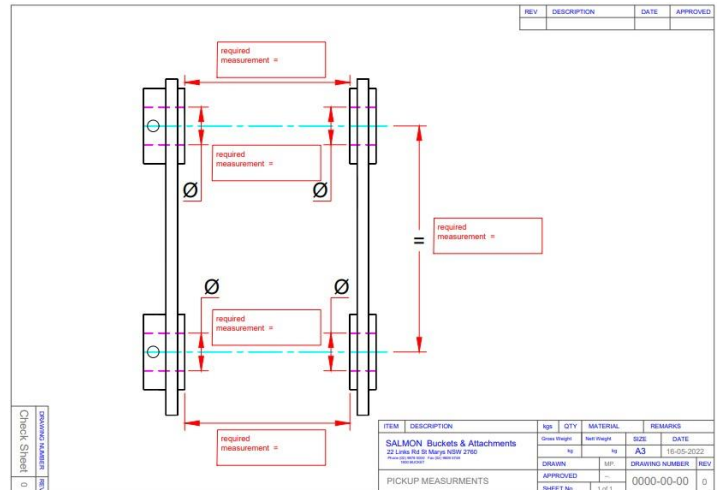 REV DESCRIPTION DATE APPROVED
required
measurement =
required
measurement =
Ø Ø
required
measurement =
=
Ø Ø
required
measurement =
required
measurement =
DRAWING NUMBER REV
Check Sheet 0
ITEM DESCRIPTION kgs QTY MATERIAL REMARKS
SALMON Buckets & Attachments
22 Links Rd St Marys NSW 2760
Gross Weight Nett Weight SIZE DATE
kg kg A3 16-05-2022
DRAWN MP. DRAWING NUMBER REV
PICKUP MEASURMENTS
APPROVED -. 0000-00-00 0
SHEET No 1 of 1